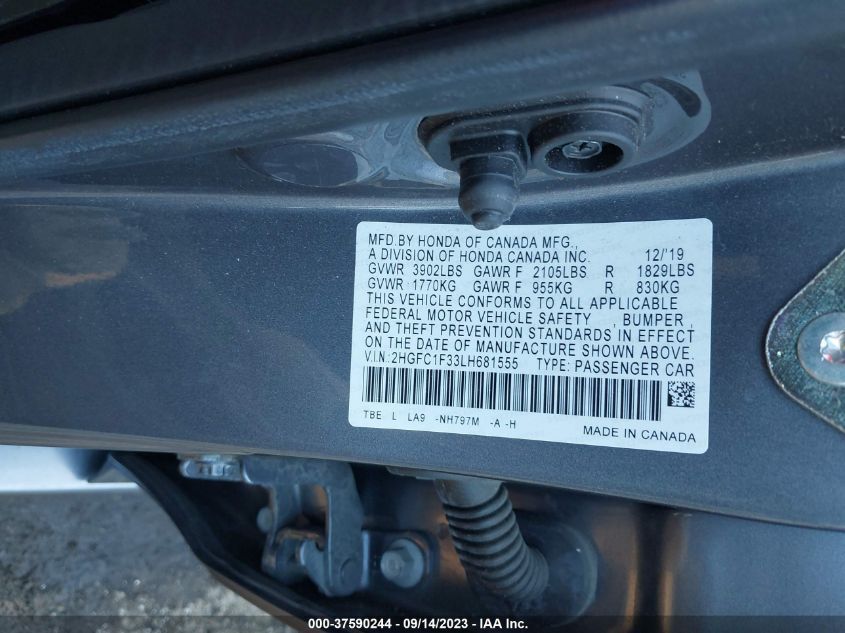 MFD.BY HONDA OF CANADA MFG.,
A DIVISION OF HONDA CANADA INC. 12/'19
GVWR 3902LBS GAWR F 2105LBS R 1829LBS
GVWR 1770KG GAWR F 955KG R 830KG
THIS VEHICLE CONFORMS TO ALL APPLICABLE
FEDERAL MOTOR VEHICLE SAFETY , BUMPER ,
AND THEFT PREVENTION STANDARDS IN EFFECT
ON THE DATE OF MANUFACTURE SHOWN ABOVE.
V.I.N: 2HGFC1F33LH681555 TYPE: PASSENGER CAR
TBE L LA9 -NH797M -A -H
MADE IN CANADA
000-37590244 - 09/14/2023 - IAA Inc.